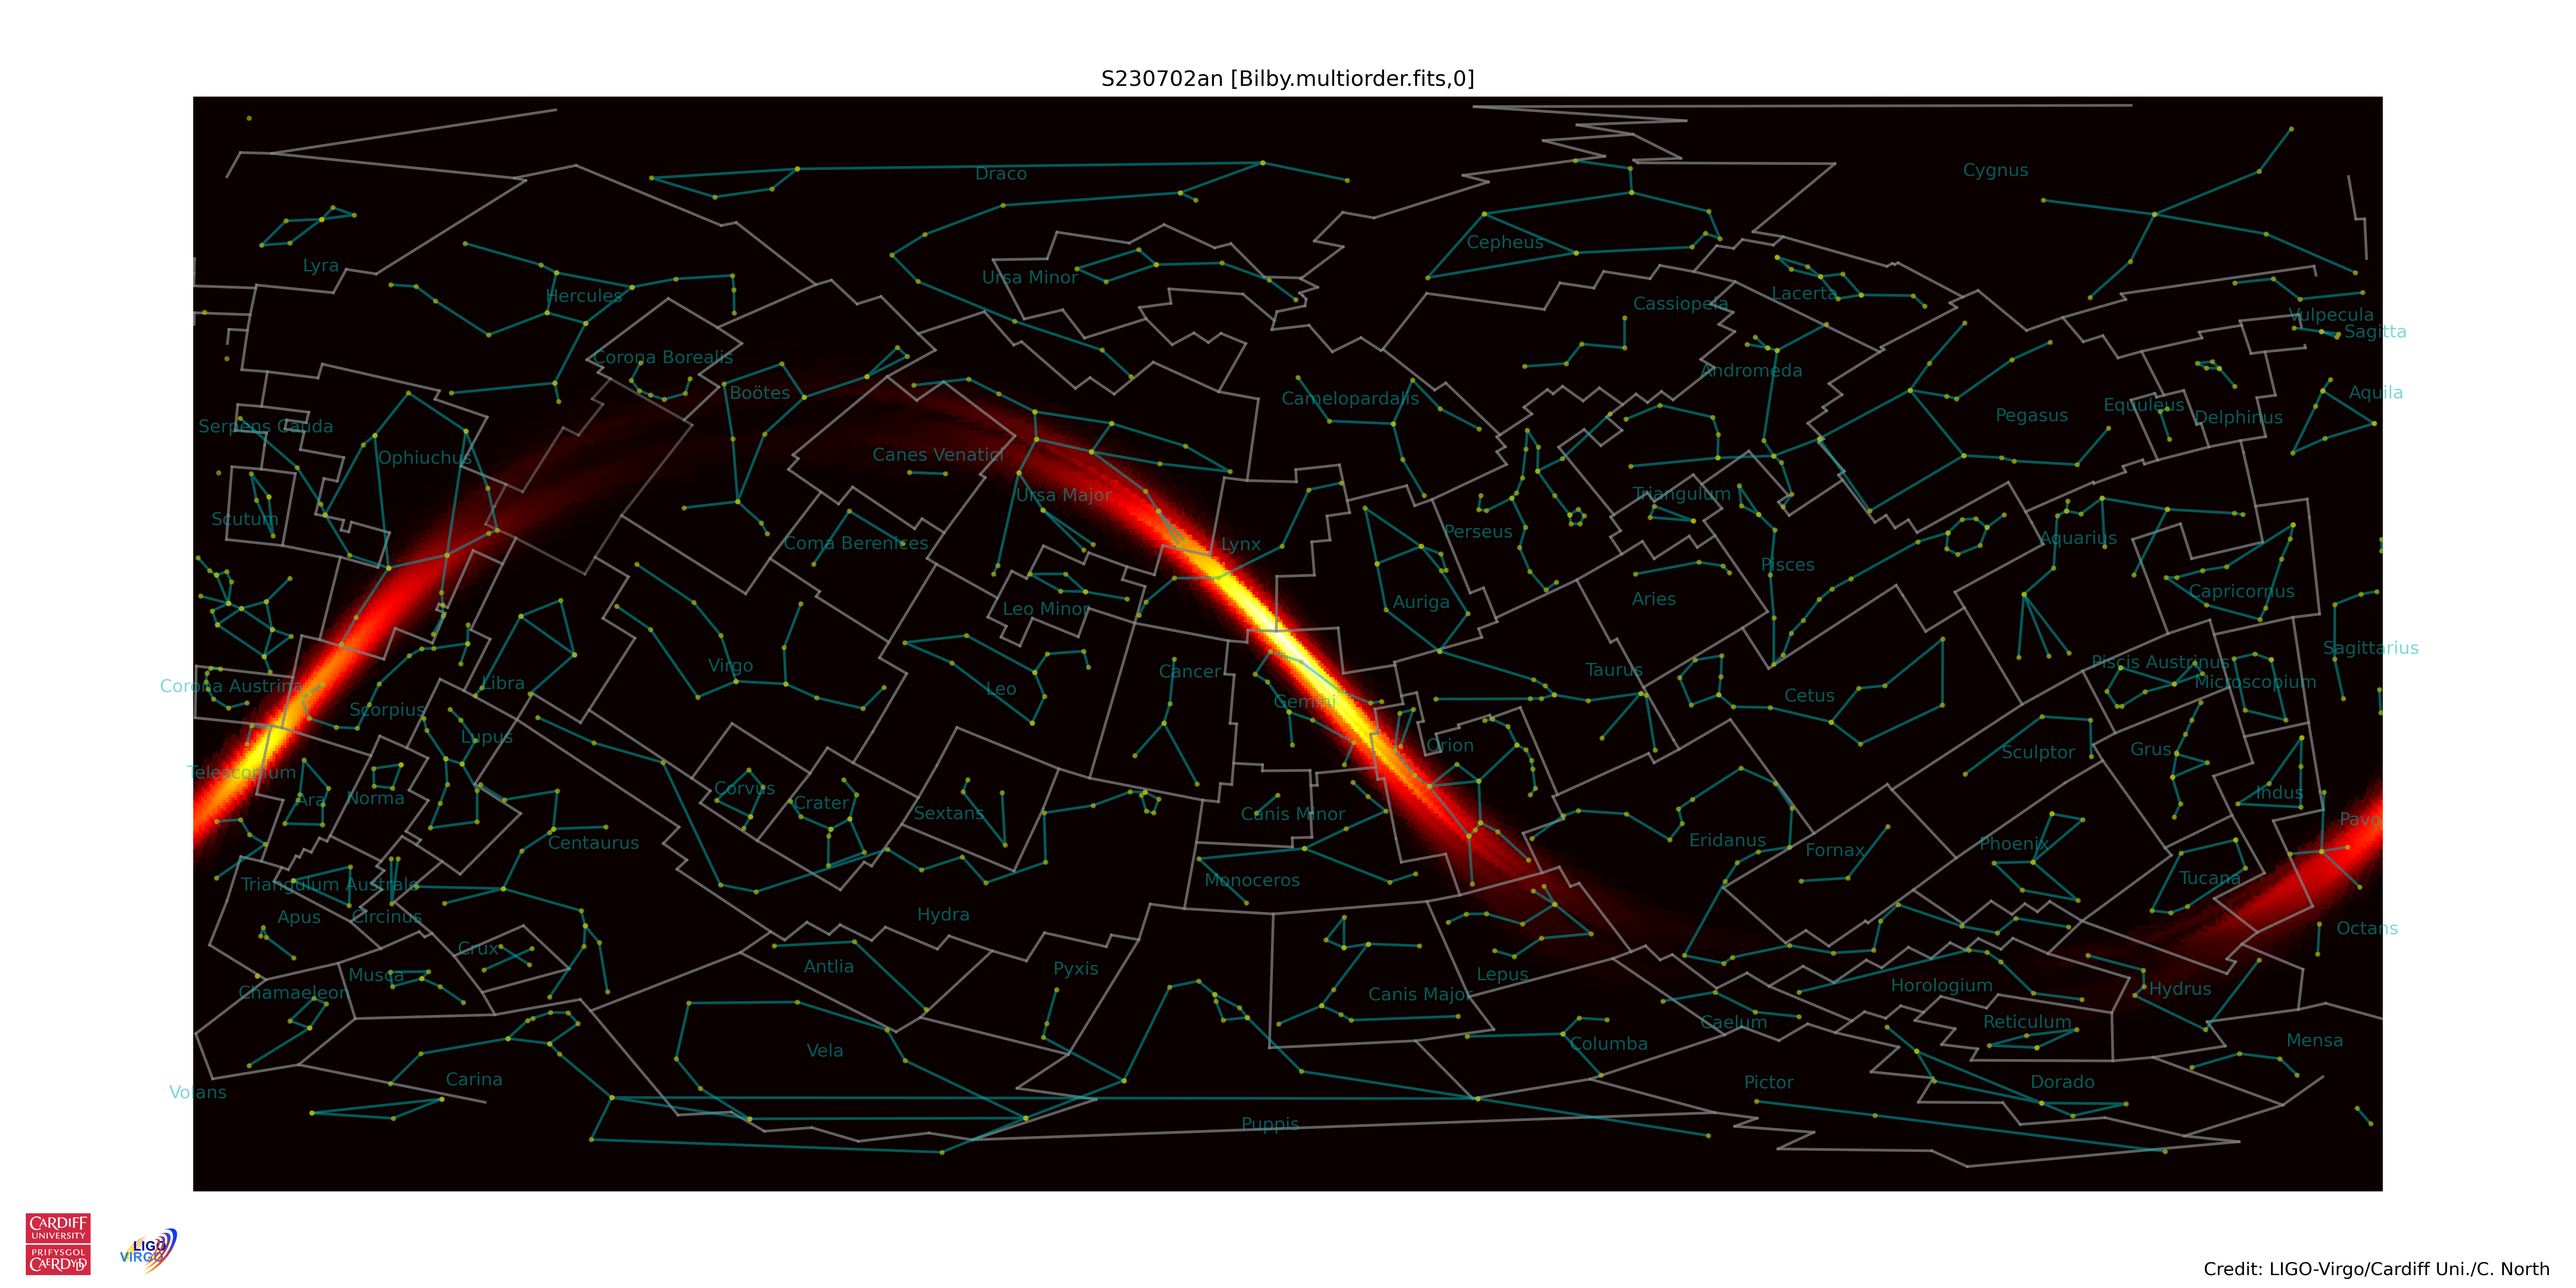 S230702an [Bilby.multiorder.fits,0]
Draco
Cygnus
Cepheus
Lyra
Ursa Minor
Hercules
Cassiopeia
Lacerta
Vulpecula
Sagitta
Corona Borealis
Andromeda
Boötes
Camelopardalis
Aquila
Equuleus
Pegasus
Delphinus
Serpens Cauda
Ophiuchus
Canes Venatici
Ursa Major
Triangulum
Scutum
Perseus
Aquarius
Coma Berenices
Lynx
Pisces
Capricornus
Leo Minor
Auriga
Aries
Sagittarius
Virgo
Cancer
Taurus
Piscis Austrinus
Corona Austrina
Libra
Leo
Microscopium
Gemini
Cetus
Scorpius
Lupus
Orion
Grus
Sculptor
Telescopium
Ara
Norma
Corvus
Crater
Sextans
Canis Minor
Indus
Pavo
Centaurus
Eridanus
Fornax
Phoenix
Triangulum Australe
Monoceros
Tucana
Apus
Circinus
Hydra
Octans
Crux
Antlia
Pyxis
Musca
Lepus
Chamaeleon
Canis Major
Horologium
Hydrus
Caelum
Reticulum
Vela
Columba
Mensa
Volans
Carina
Pictor
Dorado
Puppis
CARDIFF
UNIVERSITY
PRIFYSGOL
CAERDYDD
LIGO
VIRGO
Credit: LIGO-Virgo/Cardiff Uni./C. North